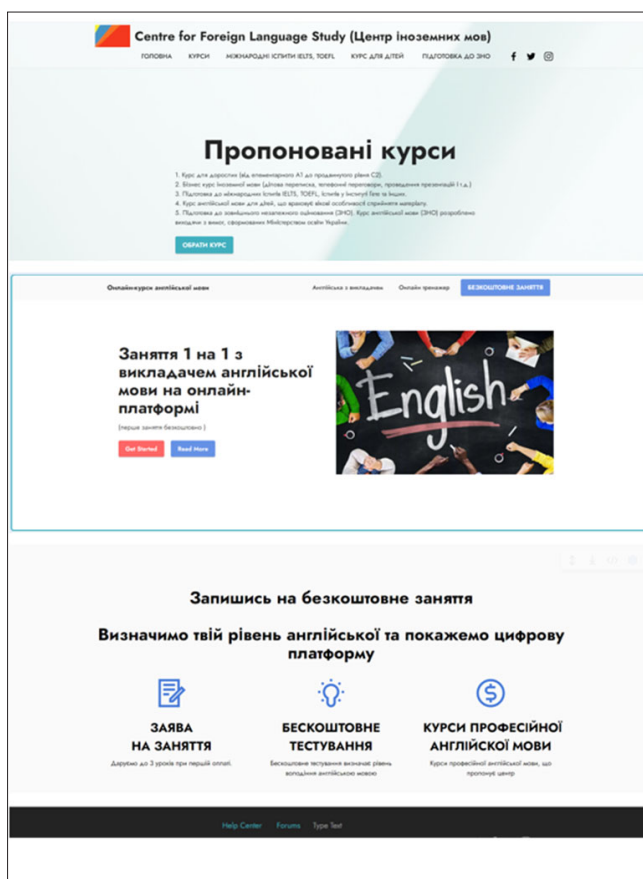 Centre for Foreign Language Study (Центр іноземних мов)
ГОЛОВНА КУРСИ МІЖНАРОДНІ ІСПИТИ IELTS, TOEFL КУРС ДЛЯ ДІТЕЙ ПІДГОТОВКА ДО ЗНО
Пропоновані курси
1. Курс для дорослих (від елементарного А1 до продвинутого рівня С2).
2. Бізнес курс іноземної мови (ділова переписка, телефонні переговори, проведення презентацій і т.д.)
3. Підготовка до міжнародних іспитів IELTS, TOEFL, іспити у інституті Гете та інших.
4. Курс англійської мови для дітей, що враховує вікові особливості сприйняття матеріалу.
5. Підготовка до зовнішнього незалежного оцінювання (ЗНО). Курс англійської мови (ЗНО) розроблено
виходячи з вимог, сформованих Міністерством освіти України.
ОБРАТИ КУРС
Онлайн-курси англійської мови Англійська з викладачем Онлайн тренажер БЕЗКОШТОВНЕ ЗАНЯТТЯ
Заняття 1 на 1 з
викладачем англійської
мови на онлайн-
платформі
(перше заняття безкоштовно )
Get Started Read More
English
Запишись на безкоштовне заняття
Визначимо твій рівень англійської та покажемо цифрову
платформу
ЗАЯВА
НА ЗАНЯТТЯ
Даруємо до 3 уроків при першій оплаті.
БЕСКОШТОВНЕ
ТЕСТУВАННЯ
Бескоштовне тестування визначає рівень
володіння англійською мовою
КУРСИ ПРОФЕСІЙНОЇ
АНГЛІЙСКОЇ МОВИ
Курси професійної англійської мови, що
пропонує центр
Help Center Forums Type Text